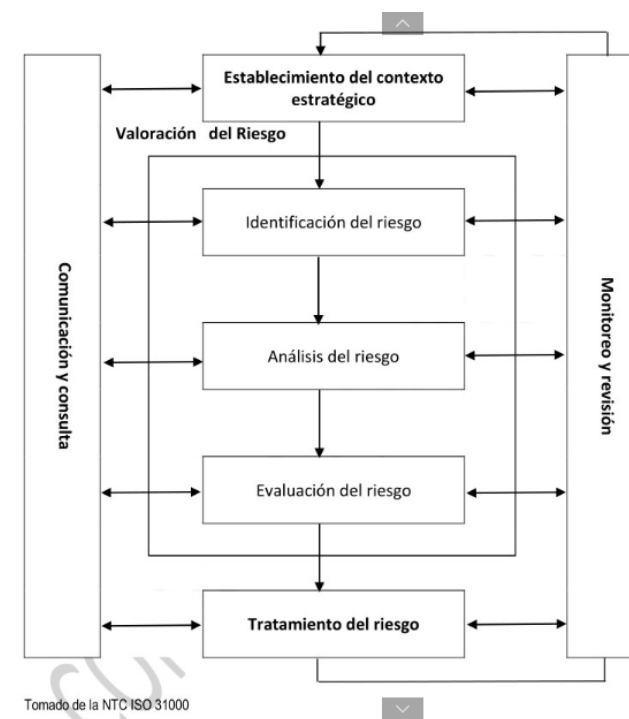 Establecimiento del contexto
estratégico
Valoración del Riesgo
Identificación del riesgo
Comunicación y consulta
Monitoreo y revisión
Análisis del riesgo
Evaluación del riesgo
Tratamiento del riesgo
Tomado de la NTC ISO 31000